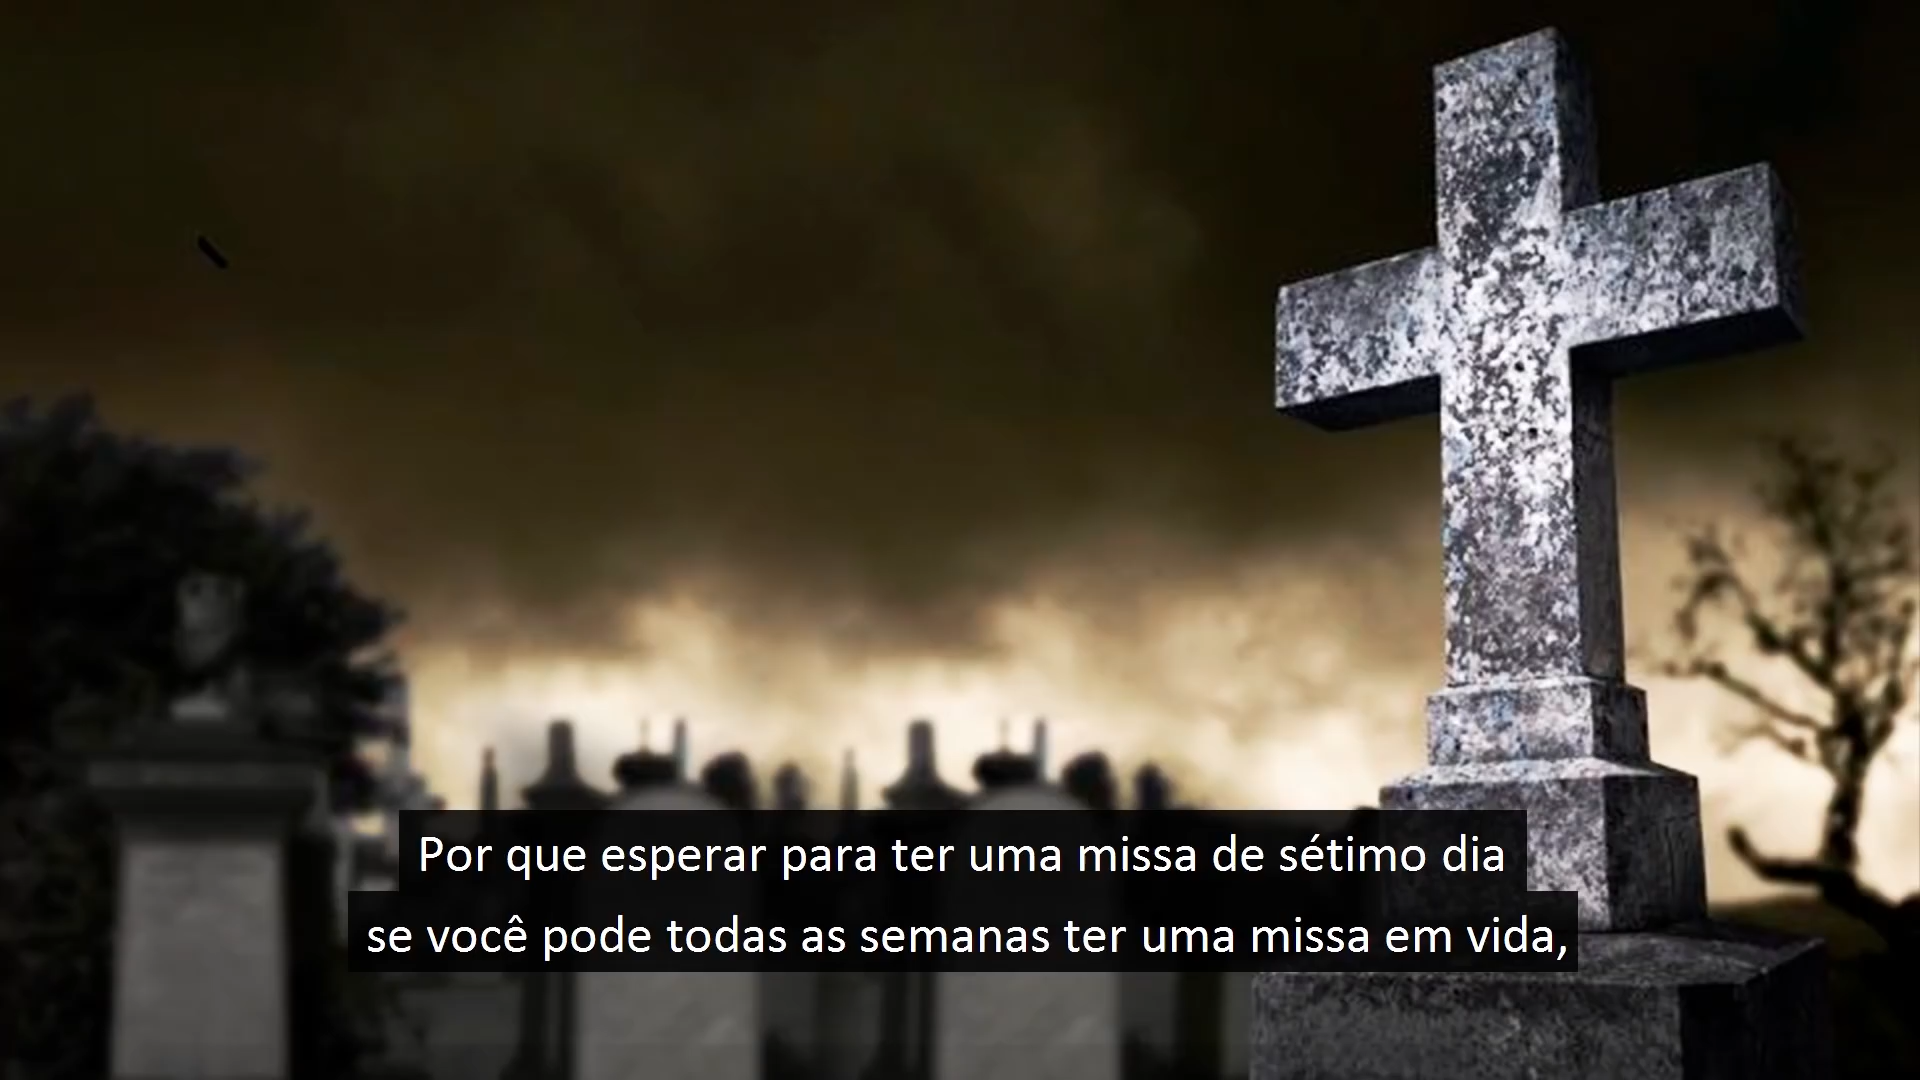 Por que esperar para ter uma missa de sétimo dia
se você pode todas as semanas ter uma missa em vida,